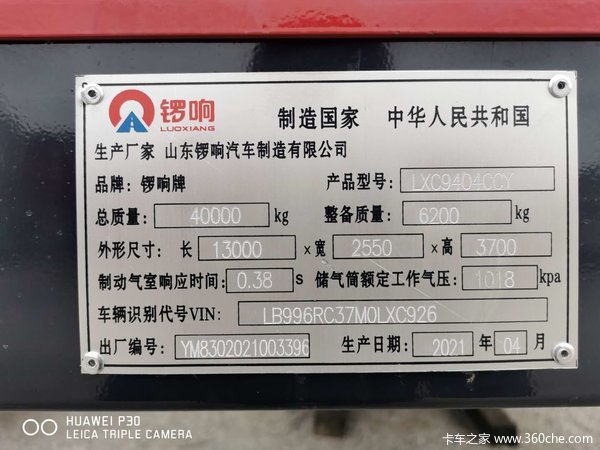 锣响
LUOXIANG
制造国家 中华人民共和国
生产厂家 山东锣响汽车制造有限公司
品牌: 锣响牌 产品型号: LXC9404CCY
总质量: 40000 kg 整备质量: 6200 kg
外形尺寸: 长 13000 ×宽 2550 ×高 3700
制动气室响应时间: 0.38 s 储气筒额定工作气压: 1018 kpa
车辆识别代号VIN: LB996RC37M0LXC926
出厂编号: YM8302021003396 生产日期: 2021 年 04 月
HUAWEI P30
LEICA TRIPLE CAMERA
卡车之家 www.360che.com